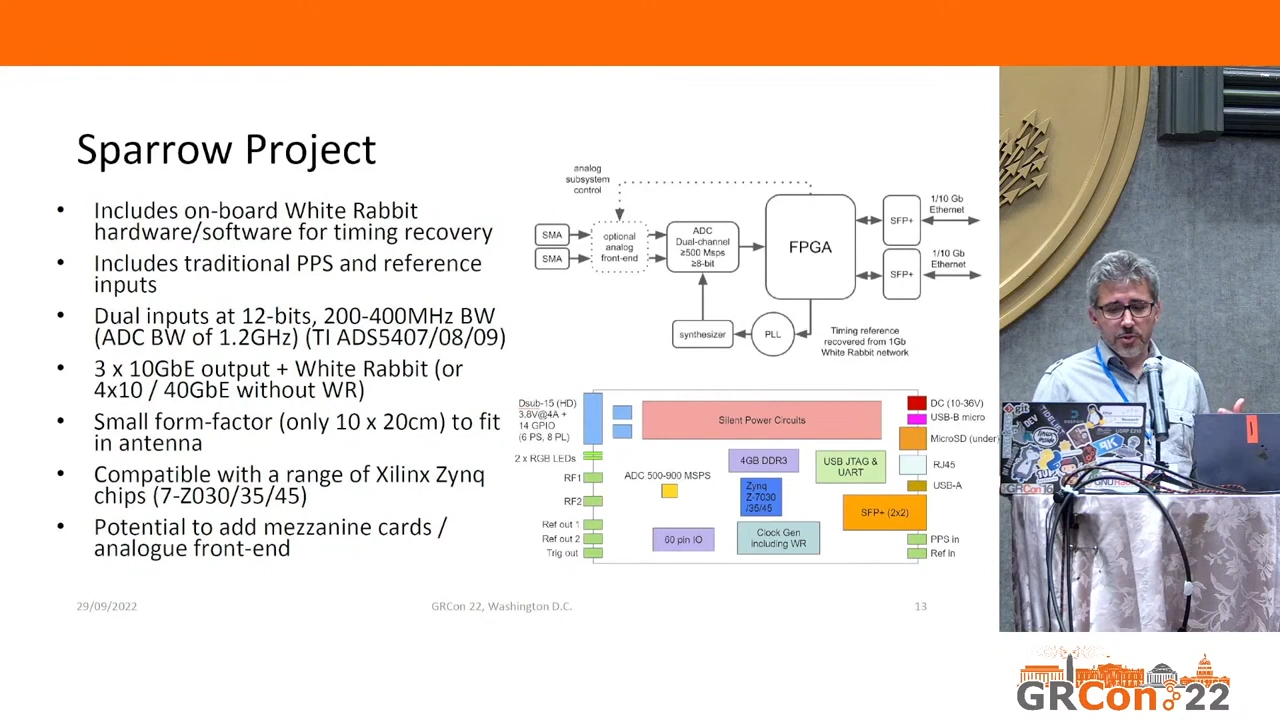 Sparrow Project
• Includes on-board White Rabbit
hardware/software for timing recovery
• Includes traditional PPS and reference
inputs
• Dual inputs at 12-bits, 200-400MHz BW
(ADC BW of 1.2GHz) (TI ADS5407/08/09)
• 3 x 10GbE output + White Rabbit (or
4x10 / 40GbE without WR)
• Small form-factor (only 10 x 20cm) to fit
in antenna
• Compatible with a range of Xilinx Zynq
chips (7-Z030/35/45)
• Potential to add mezzanine cards /
analogue front-end
analog
subsystem
control
SMA
SMA
optional
analog
front-end
ADC
Dual-channel
≥500 Msps
≥8-bit
FPGA
SFP+
SFP+
1/10 Gb
Ethernet
1/10 Gb
Ethernet
synthesizer
PLL
Timing reference
recovered from 1Gb
White Rabbit network
Dsub-15 (HD)
3.8V@4A +
14 GPIO
(6 PS, 8 PL)
2 x RGB LEDs
RF1
RF2
Ref out 1
Ref out 2
Trig out
Silent Power Circuits
ADC 500-900 MSPS
4GB DDR3
USB JTAG &
UART
Zynq
Z-7030
/35/45
SFP+ (2x2)
60 pin IO
Clock Gen
including WR
DC (10-36V)
USB-B micro
MicroSD (under)
RJ45
USB-A
PPS in
Ref in
29/09/2022
GRCon 22, Washington D.C.
13
git
PK
GRCon 16
GRCon 22